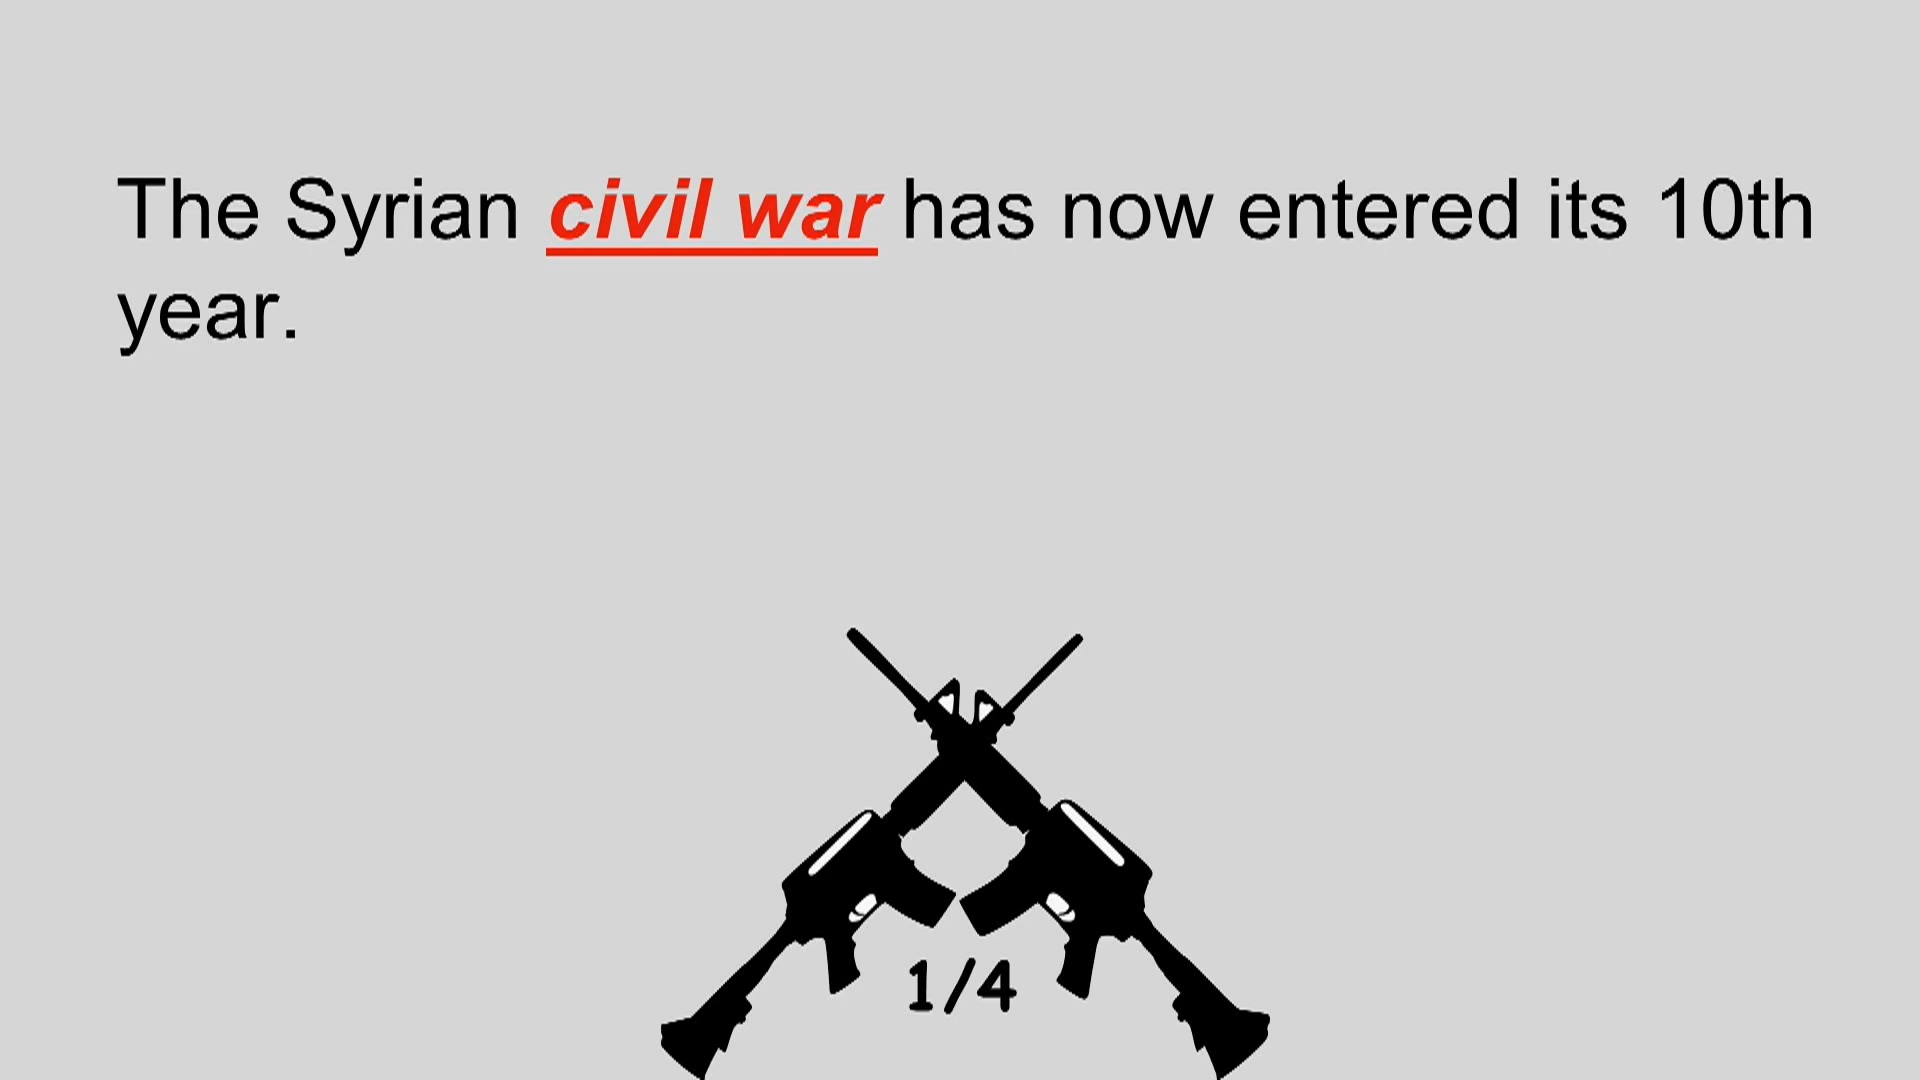 The Syrian civil war has now entered its 10th
year.
1/4